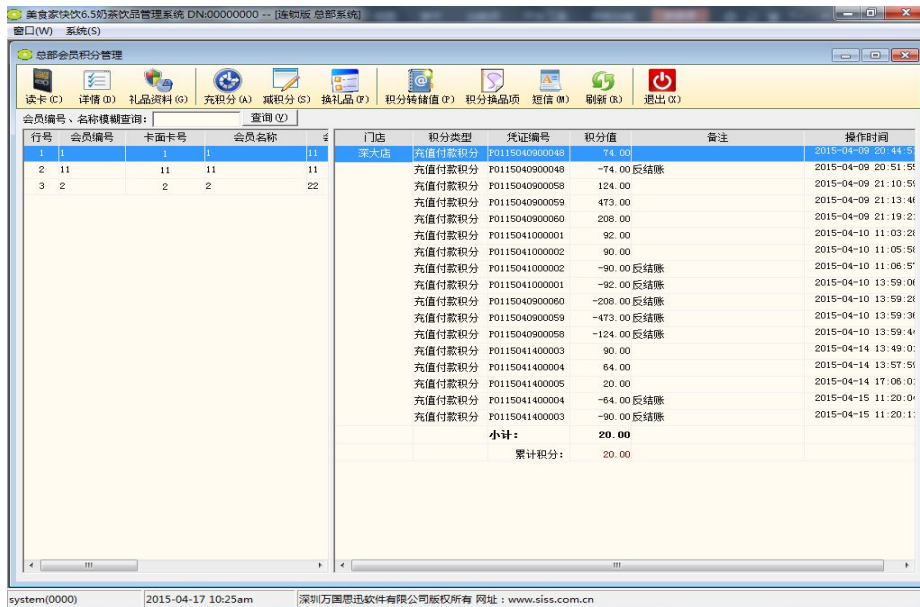 美食家快饮6.5奶茶饮品管理系统 DN:00000000 -- [连锁版 总部系统]
窗口(W) 系统(S)
总部会员积分管理
读卡(C) 详情(D) 礼品资料(G) 充积分(A) 减积分(S) 换礼品(F) 积分转储值(P) 积分换品项 短信(M) 刷新(R) 退出(X)
会员编号、名称模糊查询: 查询(V)
行号 会员编号 卡面卡号 会员名称
1 1 1 1 11
2 11 11 11 11
3 2 2 2 22
门店 积分类型 凭证编号 积分值 备注 操作时间
深大店 充值付款积分 P0115040900048 74.00 2015-04-09 20:44:5
充值付款积分 P0115040900048 -74.00 反结账 2015-04-09 20:51:5
充值付款积分 P0115040900058 124.00 2015-04-09 21:10:5
充值付款积分 P0115040900059 473.00 2015-04-09 21:13:4
充值付款积分 P0115040900060 208.00 2015-04-09 21:19:2
充值付款积分 P0115041000001 92.00 2015-04-10 11:03:2
充值付款积分 P0115041000002 90.00 2015-04-10 11:05:5
充值付款积分 P0115041000002 -90.00 反结账 2015-04-10 11:06:5
充值付款积分 P0115041000001 -92.00 反结账 2015-04-10 13:59:0
充值付款积分 P0115040900060 -208.00 反结账 2015-04-10 13:59:2
充值付款积分 P0115040900059 -473.00 反结账 2015-04-10 13:59:3
充值付款积分 P0115040900058 -124.00 反结账 2015-04-10 13:59:4
充值付款积分 P0115041400003 90.00 2015-04-14 13:49:0
充值付款积分 P0115041400004 64.00 2015-04-14 13:57:5
充值付款积分 P0115041400005 20.00 2015-04-14 17:06:0
充值付款积分 P0115041400004 -64.00 反结账 2015-04-15 11:20:0
充值付款积分 P0115041400003 -90.00 反结账 2015-04-15 11:20:1
小计: 20.00
累计积分: 20.00
system(0000) 2015-04-17 10:25am 深圳万国思迅软件有限公司版权所有 网址:www.siss.com.cn